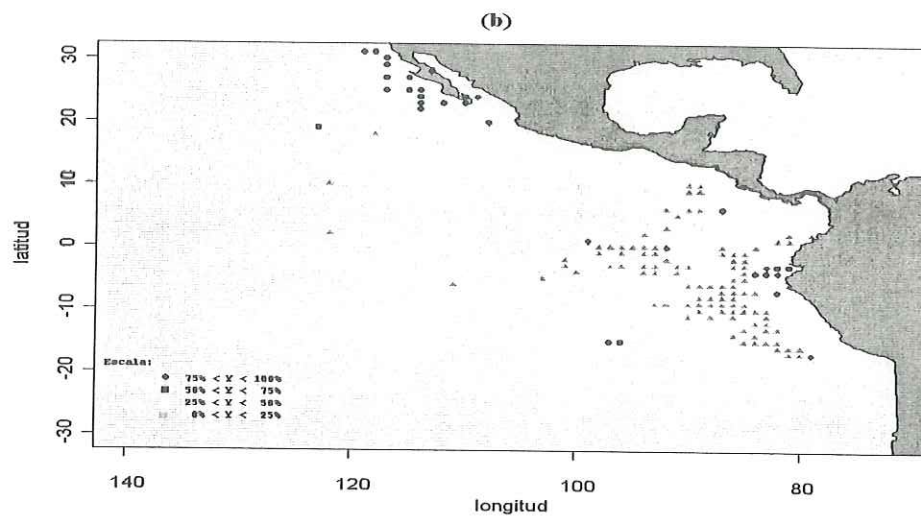 (b)
30
20
10
0
-10
-20
-30
latitud
Escala:
75% < Y < 100%
50% < Y < 75%
25% < Y < 50%
0% < Y < 25%
140
120
100
80
longitud